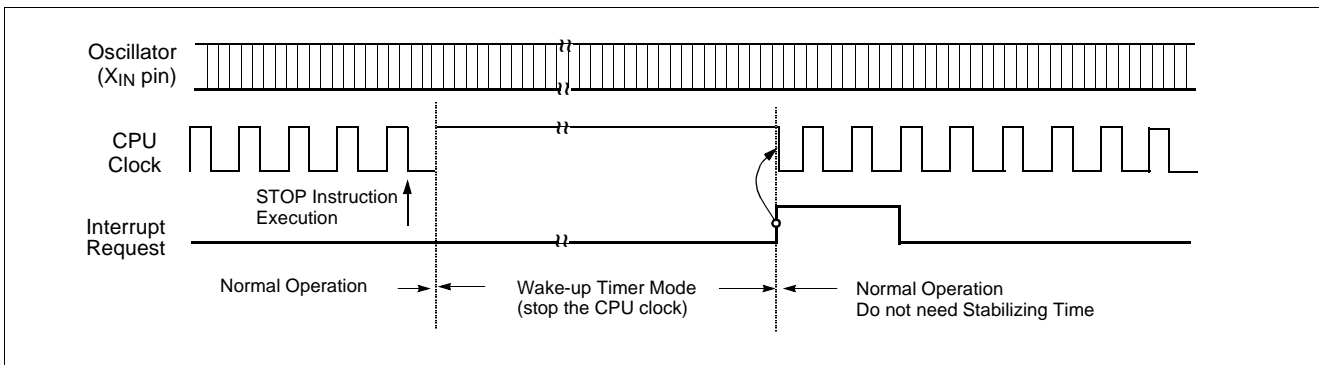 Oscillator
(XIN pin)
CPU
Clock
STOP Instruction
Execution
Interrupt
Request
Normal Operation
Wake-up Timer Mode
(stop the CPU clock)
Normal Operation
Do not need Stabilizing Time